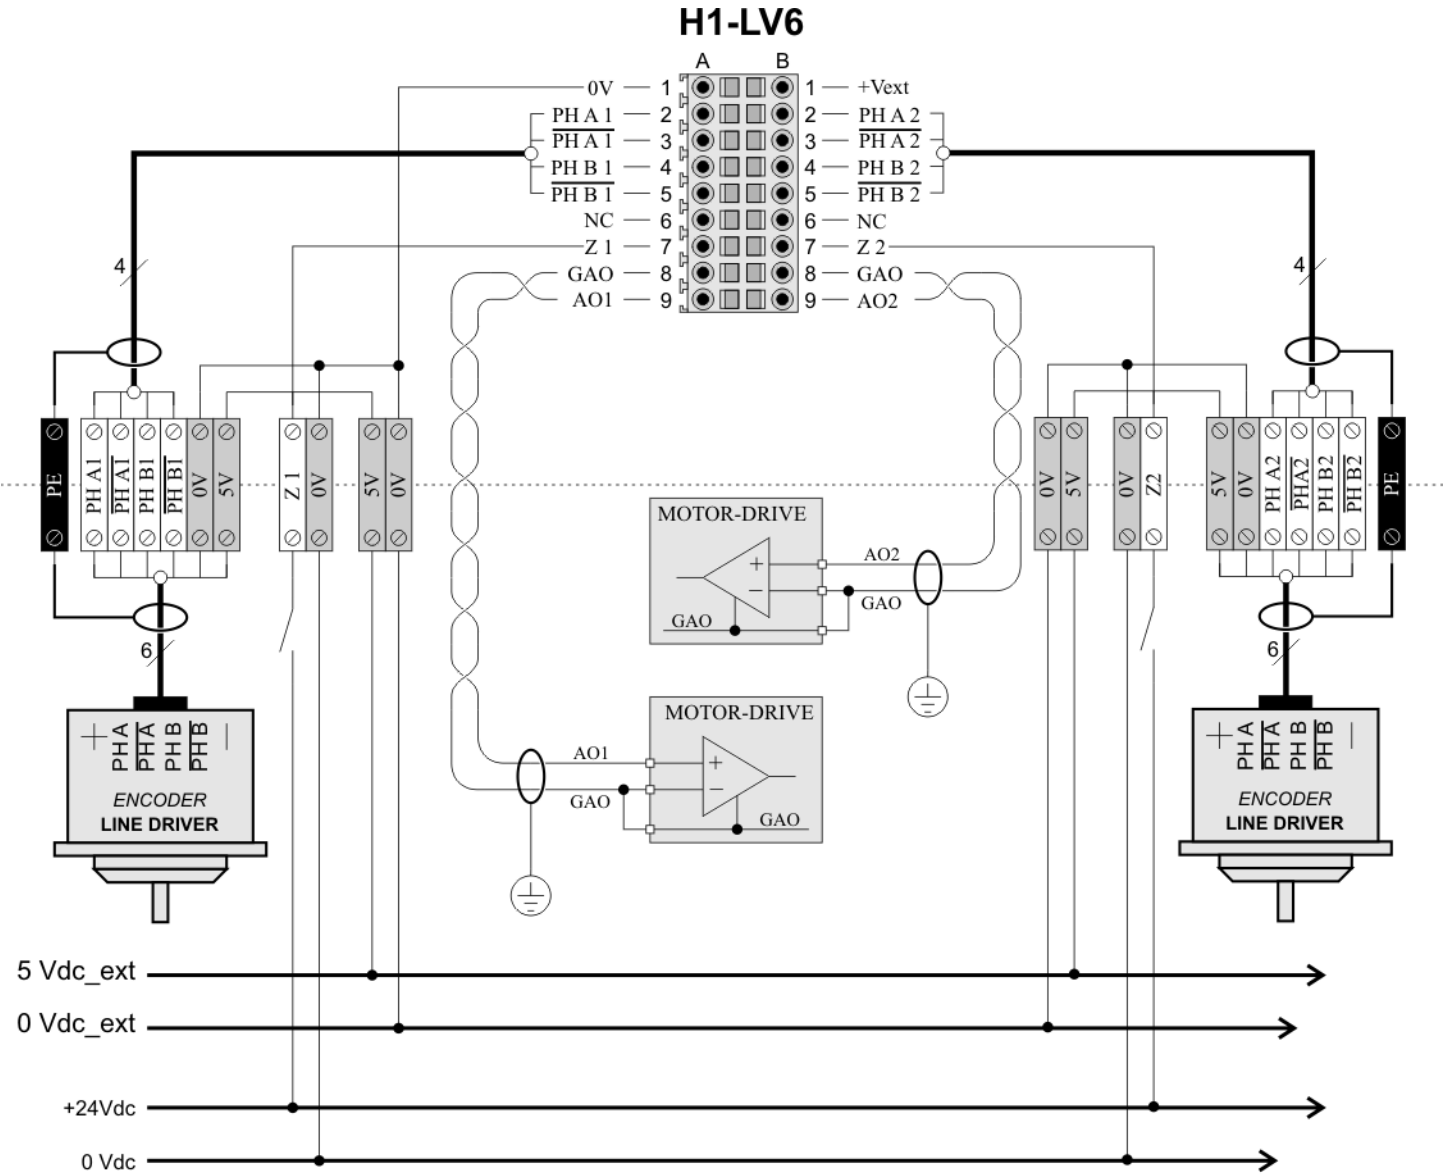 H1-LV6
A B
0V 1 1 +Vext
PH A 1 2 2 PH A 2
PH A 1 3 3 PH A 2
PH B 1 4 4 PH B 2
PH B 1 5 5 PH B 2
NC 6 6 NC
Z 1 7 7 Z 2
GAO 8 8 GAO
AO1 9 9 AO2
4 4
PE PH A1 PH A1 PH B1 PH B1 0V 5V Z 1 0V 5V 0V 0V 5V 0V Z2 5V 0V PH A2 PHA2 PH B2 PH B2 PE
MOTOR-DRIVE
+ AO2
− GAO
GAO
6 6
MOTOR-DRIVE
AO1 +
GAO −
GAO
+ PH A PH A PH B PH B −
ENCODER
LINE DRIVER
+ PH A PH A PH B PH B −
ENCODER
LINE DRIVER
5 Vdc_ext
0 Vdc_ext
+24Vdc
0 Vdc